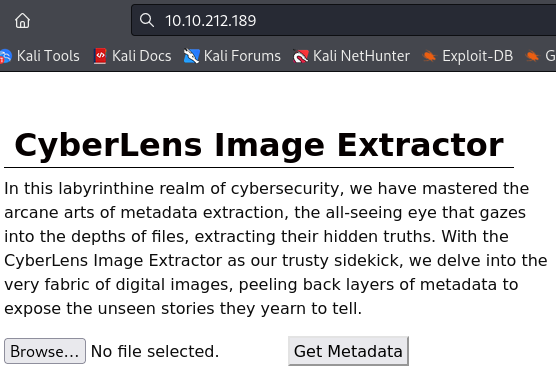 10.10.212.189
Kali Tools Kali Docs Kali Forums Kali NetHunter Exploit-DB G
CyberLens Image Extractor
In this labyrinthine realm of cybersecurity, we have mastered the
arcane arts of metadata extraction, the all-seeing eye that gazes
into the depths of files, extracting their hidden truths. With the
CyberLens Image Extractor as our trusty sidekick, we delve into the
very fabric of digital images, peeling back layers of metadata to
expose the unseen stories they yearn to tell.
Browse... No file selected. Get Metadata